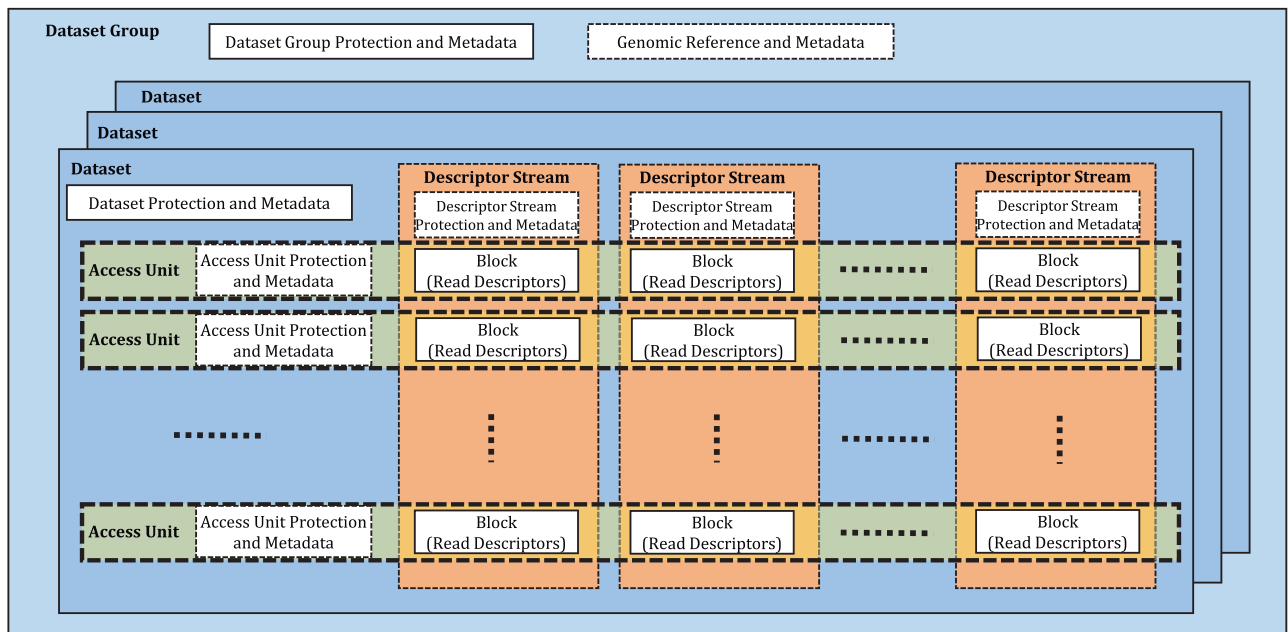 Dataset Group
Dataset Group Protection and Metadata
Genomic Reference and Metadata
Dataset
Dataset
Dataset
Dataset Protection and Metadata
Descriptor Stream
Descriptor Stream
Protection and Metadata
Descriptor Stream
Descriptor Stream
Protection and Metadata
Descriptor Stream
Descriptor Stream
Protection and Metadata
Access Unit
Access Unit Protection
and Metadata
Block
(Read Descriptors)
Block
(Read Descriptors)
Block
(Read Descriptors)
Access Unit
Access Unit Protection
and Metadata
Block
(Read Descriptors)
Block
(Read Descriptors)
Block
(Read Descriptors)
Access Unit
Access Unit Protection
and Metadata
Block
(Read Descriptors)
Block
(Read Descriptors)
Block
(Read Descriptors)